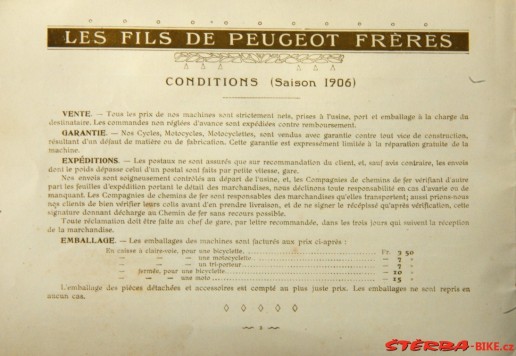 LES FILS DE PEUGEOT FRÈRES
CONDITIONS (Saison 1906)
VENTE. — Tous les prix de nos machines sont strictement nets, prises à l'usine, port et emballage à la charge du
destinataire. Les commandes non réglées d'avance sont expédiées contre remboursement.
GARANTIE. — Nos Cycles, Motocycles, Motocyclettes, sont vendus avec garantie contre tout vice de construction,
résultant d'un défaut de matière ou de fabrication. Cette garantie est expressément limitée à la réparation gratuite de la
machine.
EXPÉDITIONS. — Les postaux ne sont assurés que sur recommandation du client, et, sauf avis contraire, les envois
dont le poids dépasse celui d'un postal sont faits par petite vitesse, gare.
Nos envois sont soigneusement contrôlés au départ de l'usine, et, les Compagnies de chemins de fer vérifiant d'autre
part les feuilles d'expédition portant le détail des marchandises, nous déclinons toute responsabilité en cas d'avarie ou de
manquant. Les Compagnies de chemins de fer sont responsables des marchandises qu'elles transportent; aussi prions-nous
nos clients de bien vérifier leurs colis avant d'en prendre livraison, et de ne signer le récépissé qu'après vérification, cette
signature donnant décharge au Chemin de fer sans recours possible.
Toute réclamation doit être faite au chef de gare, par lettre recommandée, dans les trois jours qui suivent la réception
de la marchandise.
EMBALLAGE. — Les emballages des machines sont facturés aux prix ci-après :
En caisse à claire-voie, pour une bicyclette Fr. 3 50
— — une motocyclette — 7 »
— — un tri-porteur — 7 »
— fermée, pour une bicyclette — 10 »
— — une moto — 15 »
L'emballage des pièces détachées et accessoires est compté au plus juste prix. Les emballages ne sont repris en
aucun cas.
ŠTĚRBA-BIKE.cz